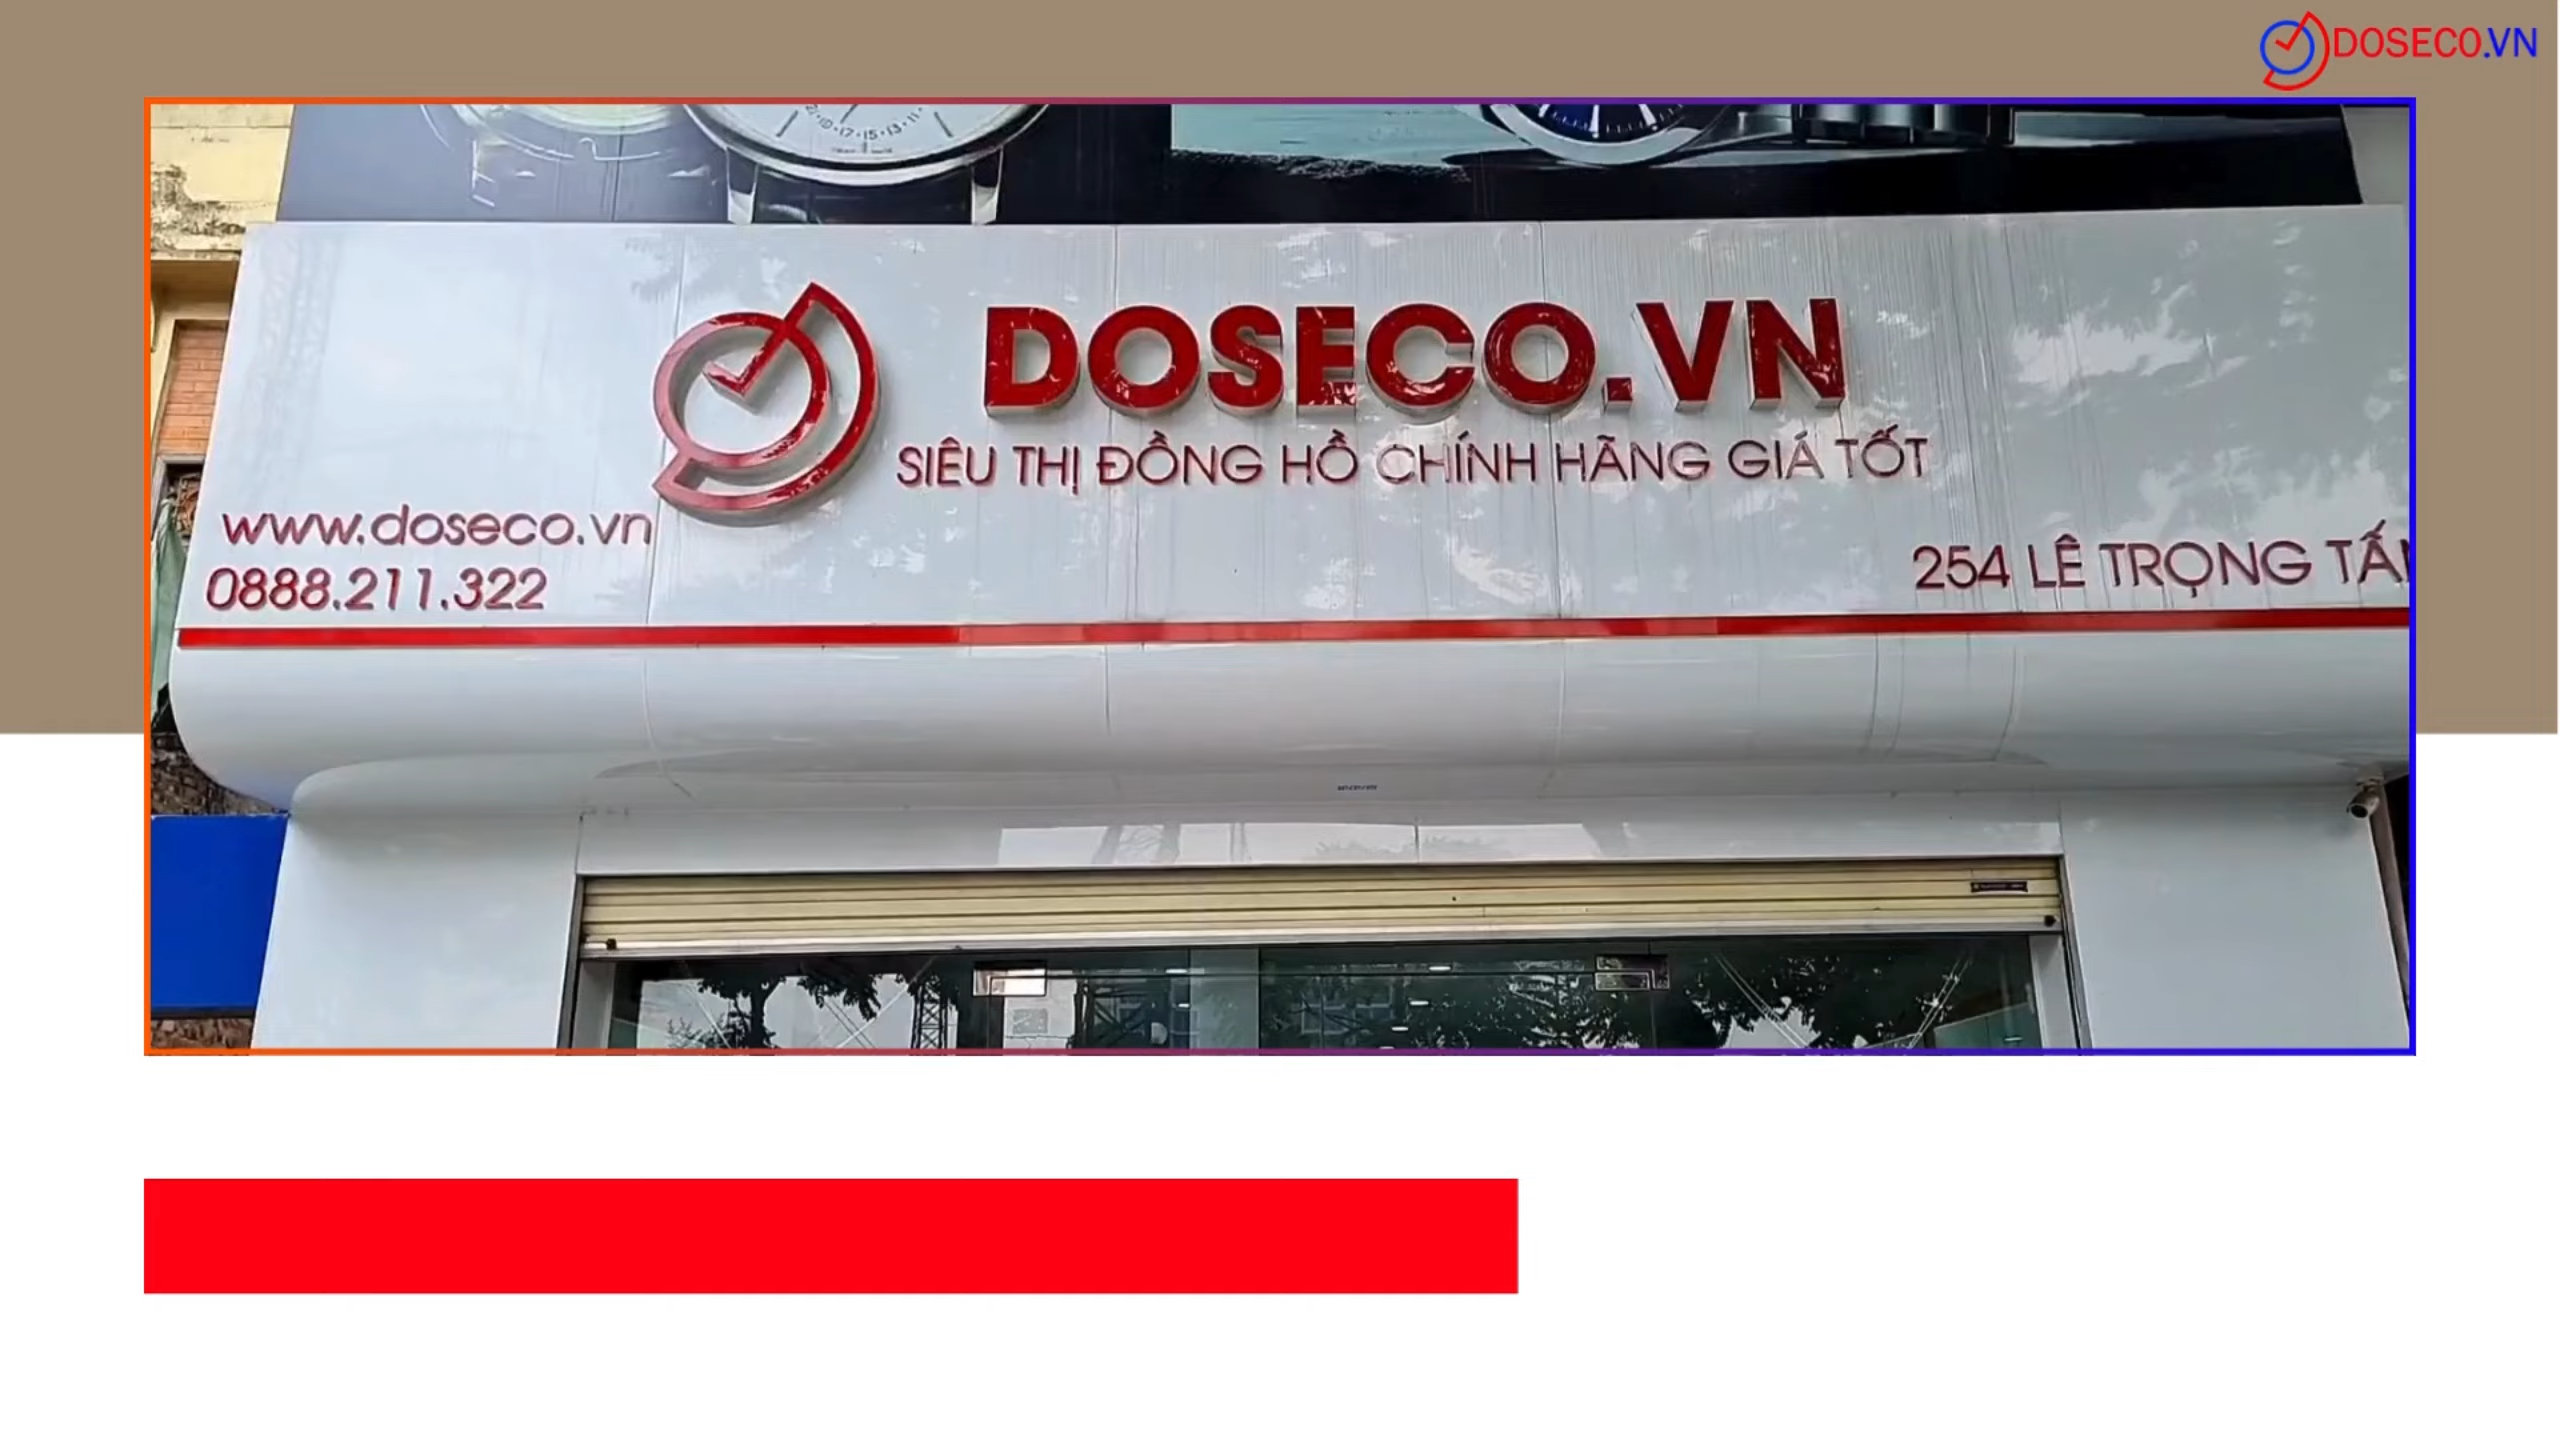 DOSECO.VN
DOSECO.VN
SIÊU THỊ ĐỒNG HỒ CHÍNH HÃNG GIÁ TỐT
www.doseco.vn
0888.211.322
254 LÊ TRỌNG